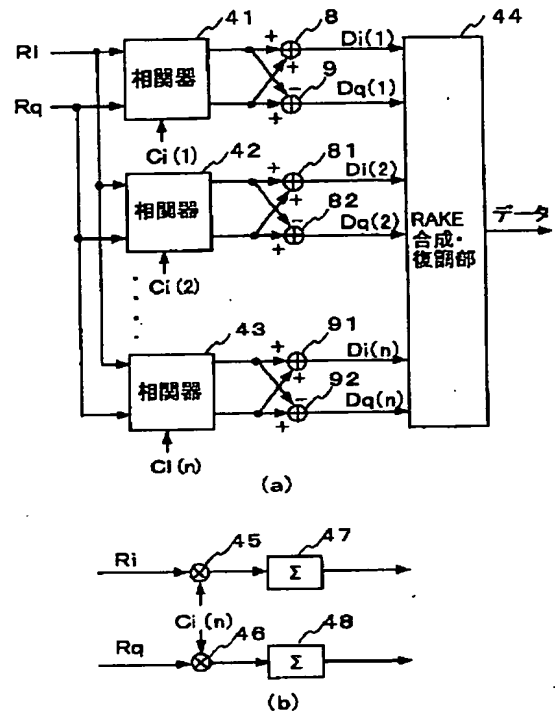 41 8 44
Ri + Di(1)
相関器 + 9
Rq - Dq(1)
+
Ci(1) 42 81
+ Di(2)
相関器 + 82 データ
- Dq(2) RAKE
+ 合成・
Ci(2) 復調部
43 91
+ Di(n)
相関器 + 92
- Dq(n)
+
Ci(n)
(a)
45 47
Ri Σ
Ci(n)
46 48
Rq Σ
(b)